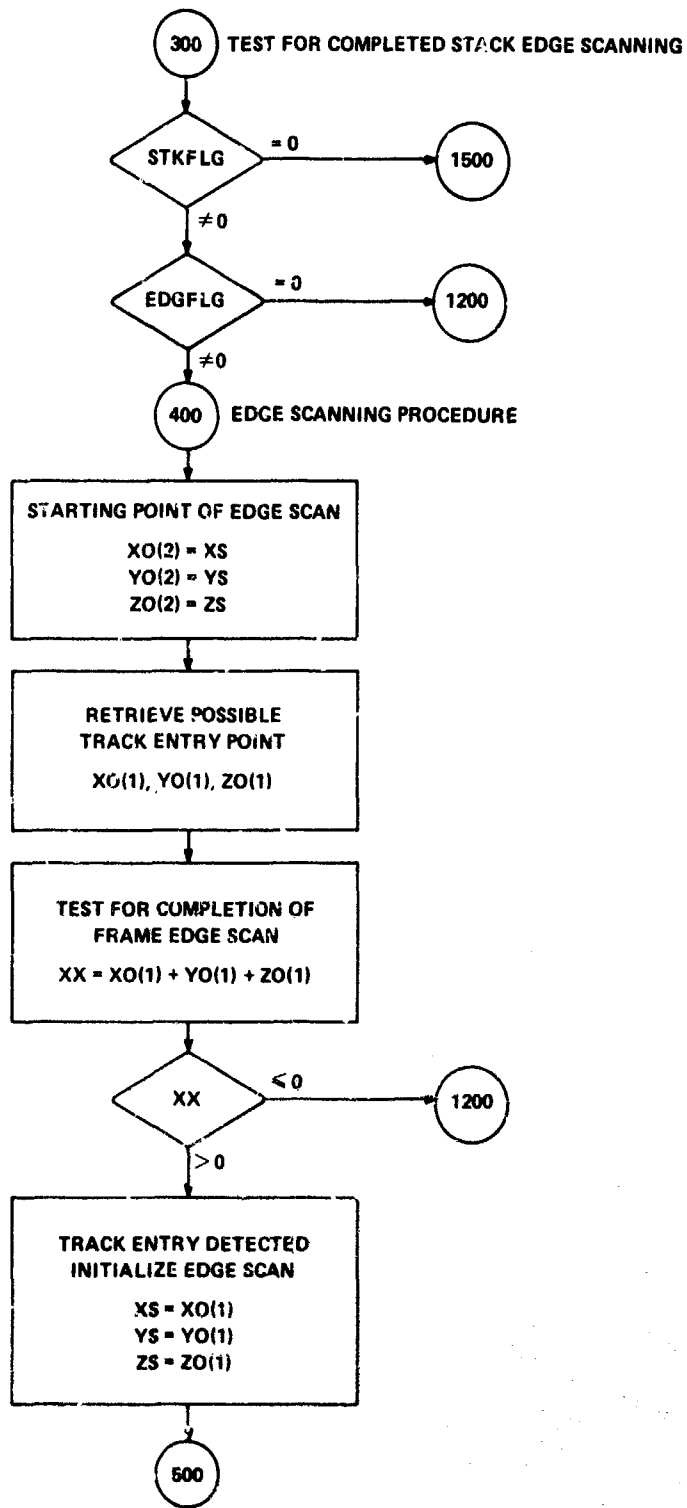 300 TEST FOR COMPLETED STACK EDGE SCANNING
STKFLG
= 0
1500
≠0
EDGFLG
= 0
1200
≠0
400 EDGE SCANNING PROCEDURE
STARTING POINT OF EDGE SCAN
XO(2) = XS
YO(2) = YS
ZO(2) = ZS
RETRIEVE POSSIBLE
TRACK ENTRY POINT
XO(1), YO(1), ZO(1)
TEST FOR COMPLETION OF
FRAME EDGE SCAN
XX = XO(1) + YO(1) + ZO(1)
XX
≤ 0
1200
> 0
TRACK ENTRY DETECTED
INITIALIZE EDGE SCAN
XS = XO(1)
YS = YO(1)
ZS = ZO(1)
500